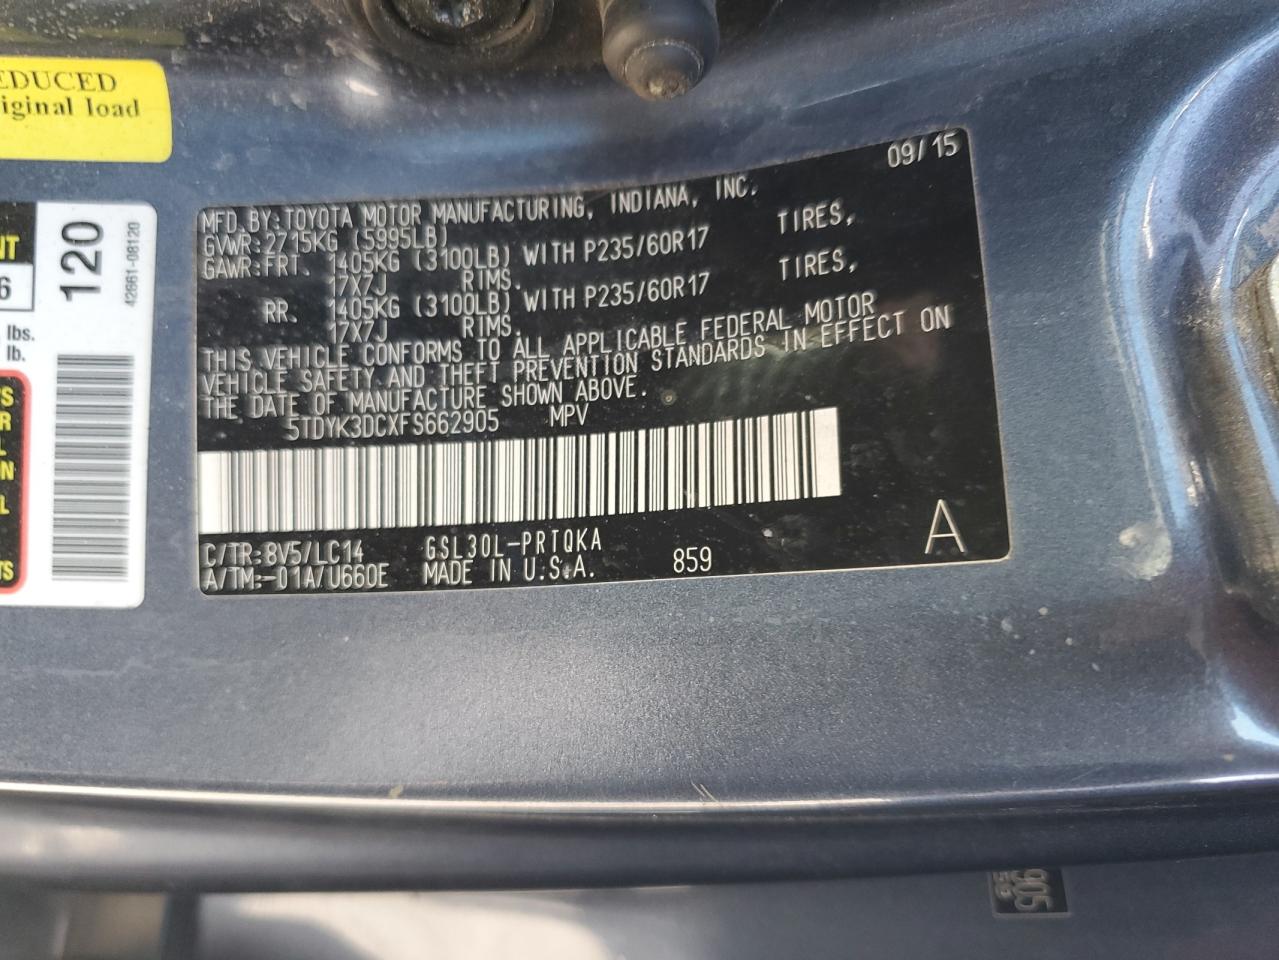 EDUCED
iginal load
NT
6
lbs.
lb.
120
42661-08120
09/15
MFD.BY:TOYOTA MOTOR MANUFACTURING, INDIANA, INC.
GVWR:2715KG (5995LB)
GAWR:FRT. 1405KG (3100LB) WITH P235/60R17 TIRES,
17X7J RIMS.
RR. 1405KG (3100LB) WITH P235/60R17 TIRES,
17X7J RIMS.
THIS VEHICLE CONFORMS TO ALL APPLICABLE FEDERAL MOTOR
VEHICLE SAFETY AND THEFT PREVENTION STANDARDS IN EFFECT ON
THE DATE OF MANUFACTURE SHOWN ABOVE.
5TDYK3DCXFS662905 MPV
C/TR:8V5/LC14 GSL30L-PRTQKA
A/TM:-01A/U660E MADE IN U.S.A. 859
A
PS
R
L
N
L
TS
905